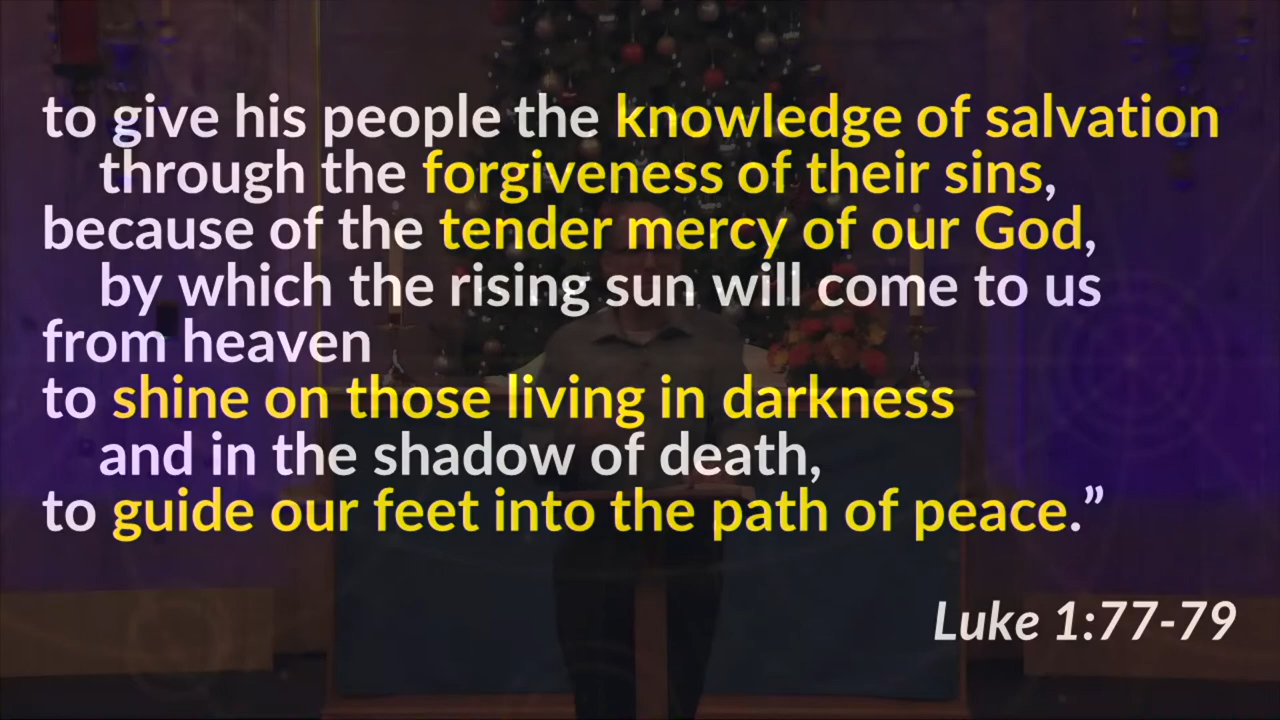 to give his people the knowledge of salvation
through the forgiveness of their sins,
because of the tender mercy of our God,
by which the rising sun will come to us
from heaven
to shine on those living in darkness
and in the shadow of death,
to guide our feet into the path of peace.”
Luke 1:77-79